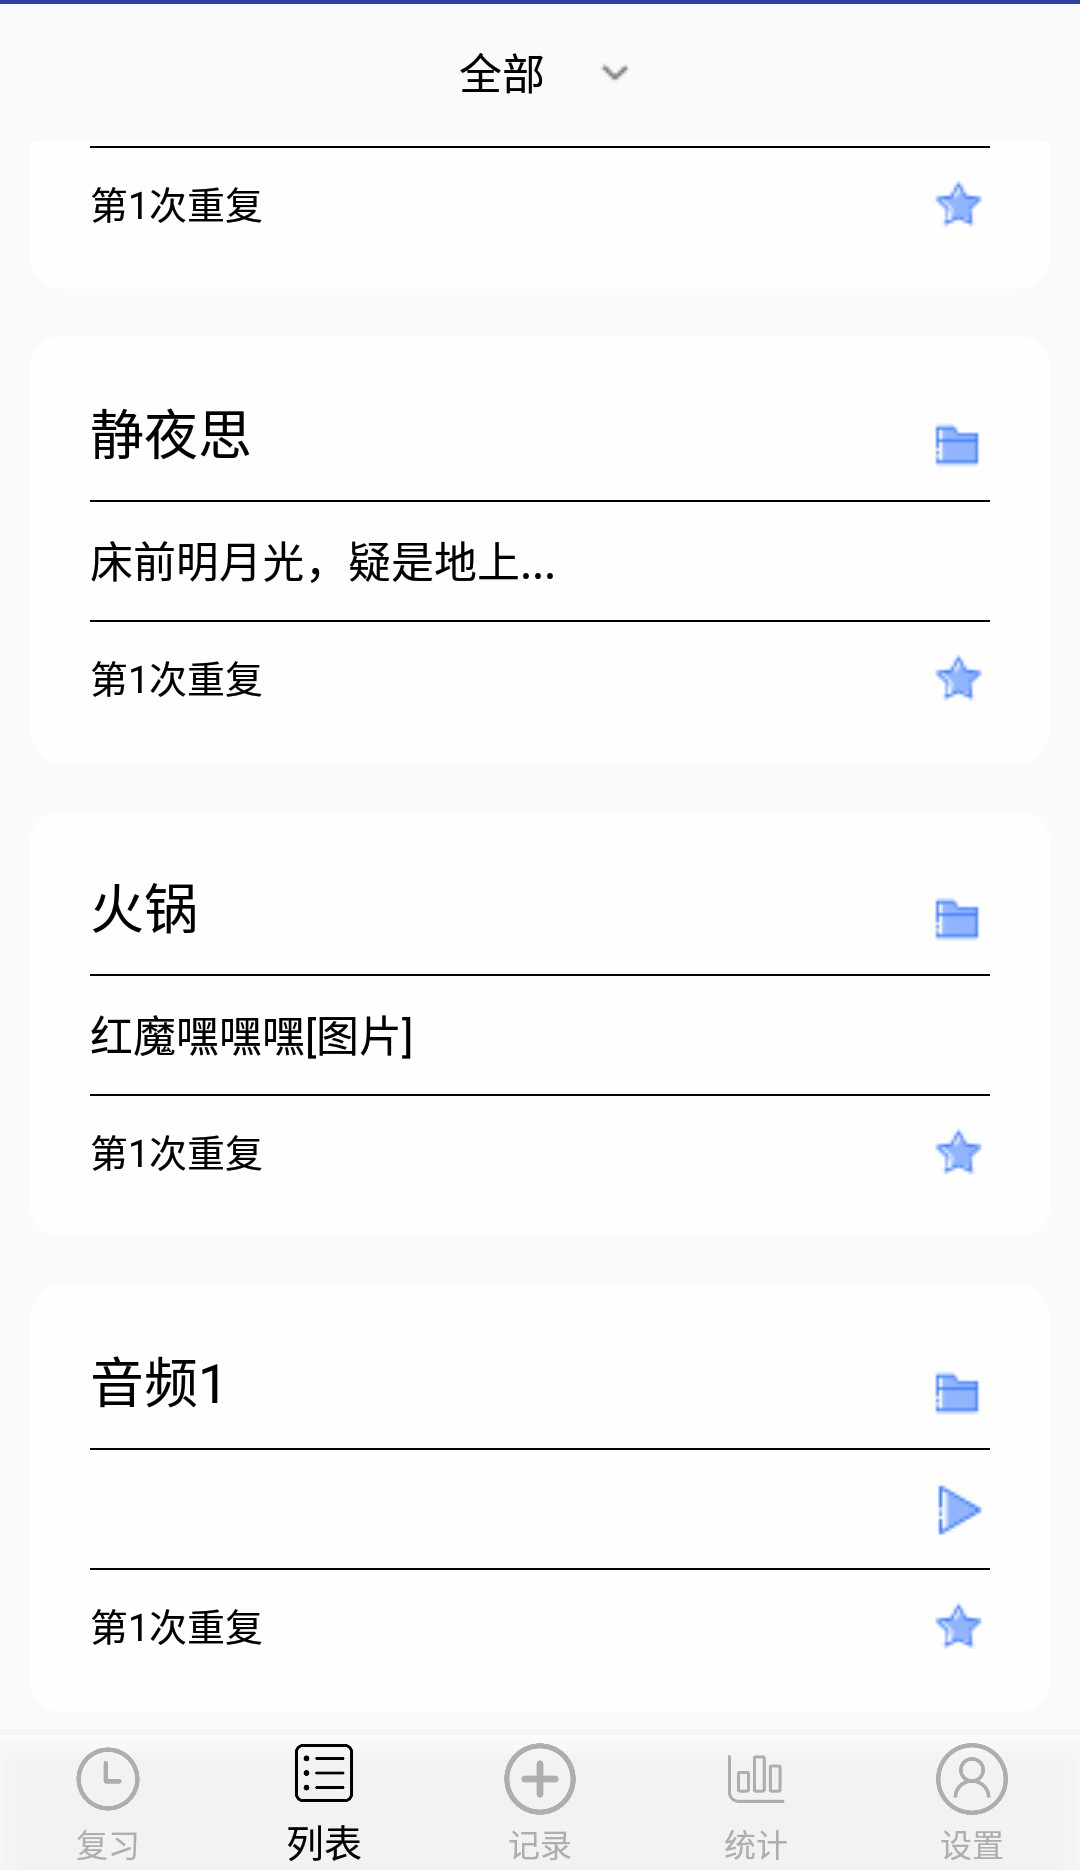 全部
第1次重复
静夜思
床前明月光，疑是地上...
第1次重复
火锅
红魔嘿嘿嘿[图片]
第1次重复
音频1
第1次重复
复习 列表 记录 统计 设置